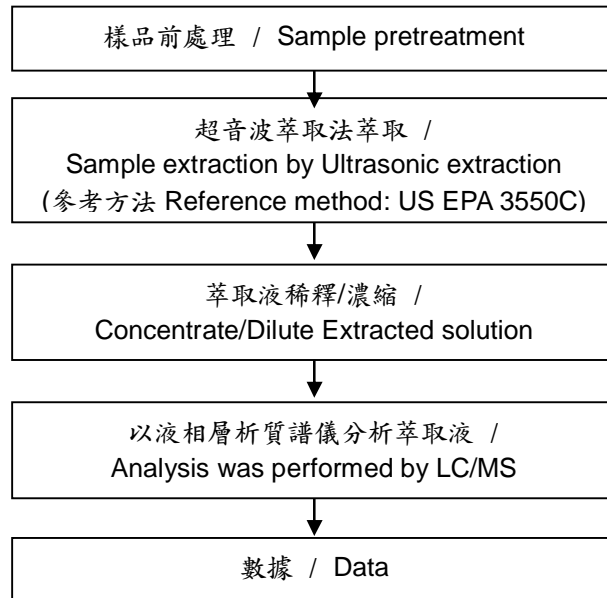 樣品前處理 / Sample pretreatment
超音波萃取法萃取 /
Sample extraction by Ultrasonic extraction
(參考方法 Reference method: US EPA 3550C)
萃取液稀釋/濃縮 /
Concentrate/Dilute Extracted solution
以液相層析質譜儀分析萃取液 /
Analysis was performed by LC/MS
數據 / Data